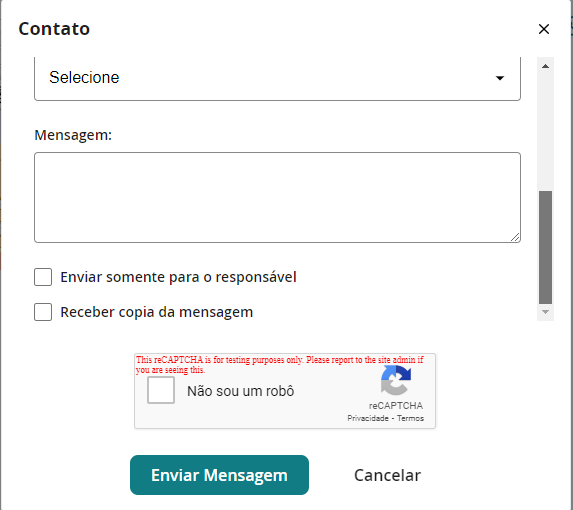 Contato
Selecione
Mensagem:
Enviar somente para o responsável
Receber copia da mensagem
This reCAPTCHA is for testing purposes only. Please report to the site admin if
you are seeing this.
Não sou um robô
reCAPTCHA
Privacidade - Termos
Enviar Mensagem
Cancelar